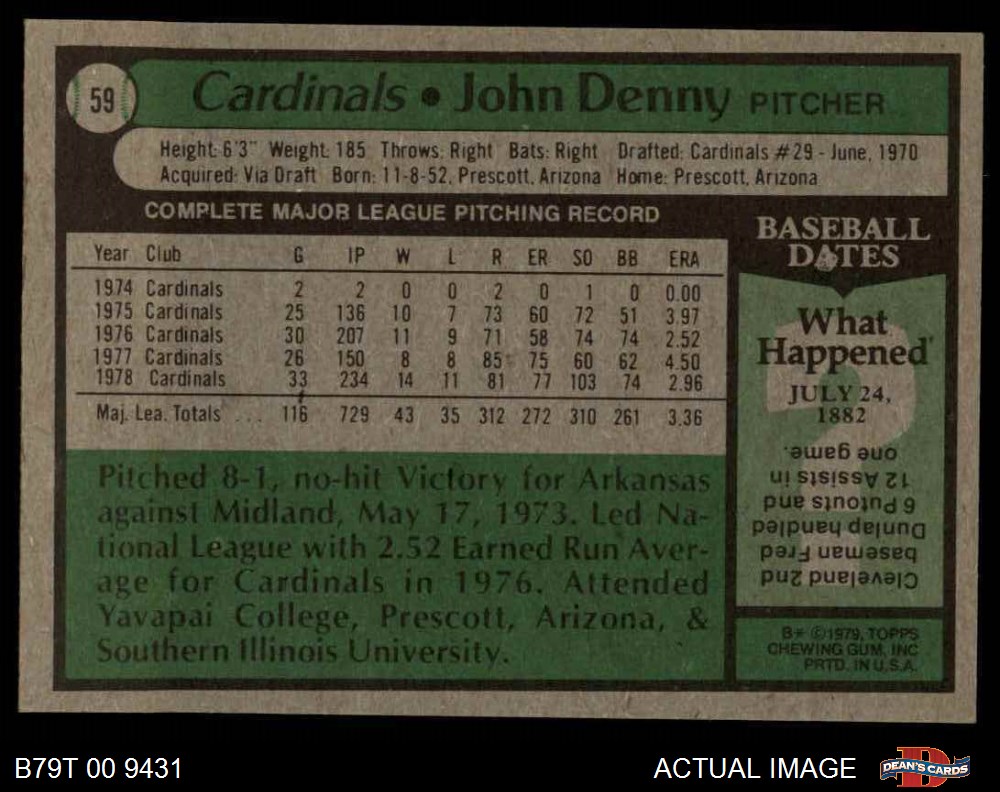 59
Cardinals • John Denny PITCHER
Height: 6'3" Weight: 185 Throws: Right Bats: Right Drafted: Cardinals #29 - June, 1970
Acquired: Via Draft Born: 11-8-52, Prescott, Arizona Home: Prescott, Arizona
COMPLETE MAJOR LEAGUE PITCHING RECORD
Year Club G IP W L R ER SO BB ERA
1974 Cardinals 2 2 0 0 2 0 1 0 0.00
1975 Cardinals 25 136 10 7 73 60 72 51 3.97
1976 Cardinals 30 207 11 9 71 58 74 74 2.52
1977 Cardinals 26 150 8 8 85 75 60 62 4.50
1978 Cardinals 33 234 14 11 81 77 103 74 2.96
Maj. Lea. Totals ... 116 729 43 35 312 272 310 261 3.36
Pitched 8-1, no-hit Victory for Arkansas
against Midland, May 17, 1973. Led Na-
tional League with 2.52 Earned Run Aver-
age for Cardinals in 1976. Attended
Yavapai College, Prescott, Arizona, &
Southern Illinois University.
BASEBALL
DATES
What
Happened
JULY 24,
1882
Cleveland 2nd
baseman Fred
Dunlap handled
6 Putouts and
12 Assists in
one game.
B* ©1979, TOPPS
CHEWING GUM, INC
PRTD. IN U.S.A.
B79T 00 9431
ACTUAL IMAGE
D
DEAN'S CARDS